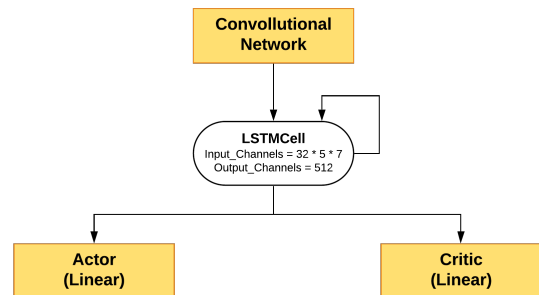 Convollutional
Network
LSTMCell
Input_Channels = 32 * 5 * 7
Output_Channels = 512
Actor
(Linear)
Critic
(Linear)